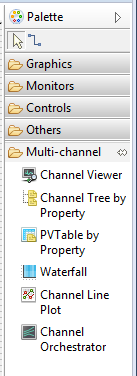 Palette
Graphics
Monitors
Controls
Others
Multi-channel
Channel Viewer
Channel Tree by
Property
PVTable by
Property
Waterfall
Channel Line
Plot
Channel
Orchestrator